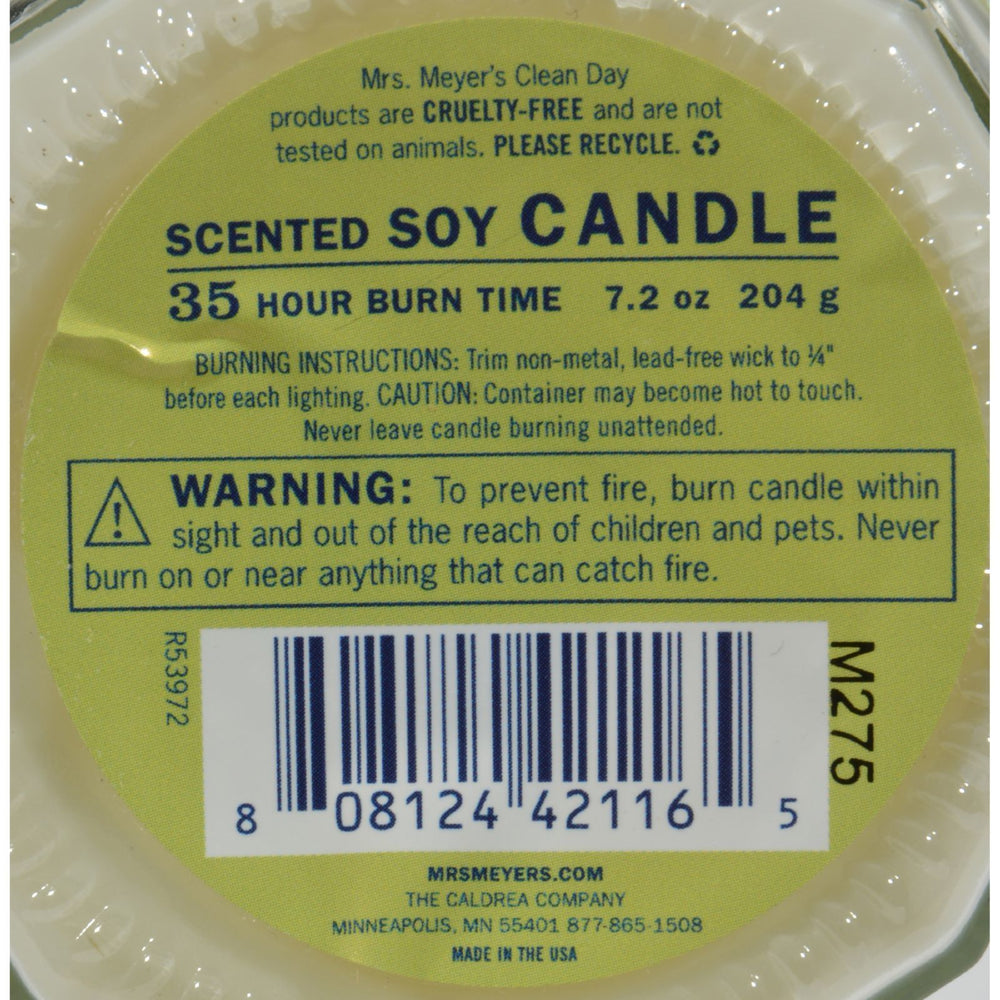 Mrs. Meyer's Clean Day
products are CRUELTY-FREE and are not
tested on animals. PLEASE RECYCLE.
SCENTED SOY CANDLE
35 HOUR BURN TIME 7.2 oz 204 g
BURNING INSTRUCTIONS: Trim non-metal, lead-free wick to ¼"
before each lighting. CAUTION: Container may become hot to touch.
Never leave candle burning unattended.
WARNING: To prevent fire, burn candle within
sight and out of the reach of children and pets. Never
burn on or near anything that can catch fire.
R53972
M275
8 08124 42116 5
MRSMEYERS.COM
THE CALDREA COMPANY
MINNEAPOLIS, MN 55401 877-865-1508
MADE IN THE USA